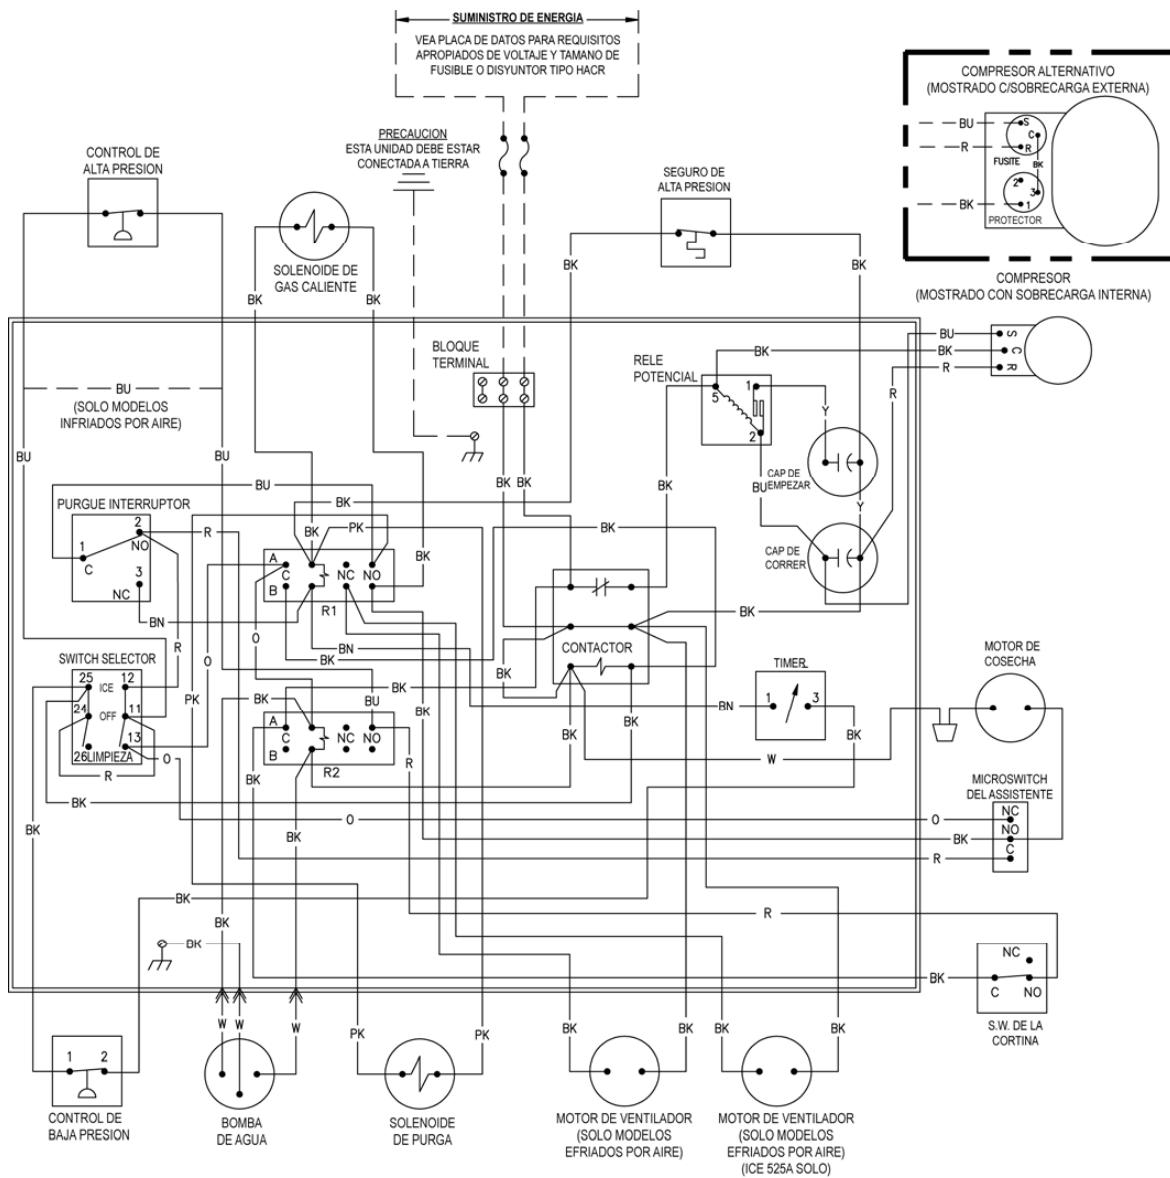 SUMINISTRO DE ENERGIA
VEA PLACA DE DATOS PARA REQUISITOS
APROPIADOS DE VOLTAJE Y TAMANO DE
FUSIBLE O DISYUNTOR TIPO HACR
COMPRESOR ALTERNATIVO
(MOSTRADO C/SOBRECARGA EXTERNA)
BU
S
C
R
R
FUSITE
BK
2
3
BK
1
PROTECTOR
PRECAUCION
ESTA UNIDAD DEBE ESTAR
CONECTADA A TIERRA
CONTROL DE
ALTA PRESION
SEGURO DE
ALTA PRESION
SOLENOIDE DE
GAS CALIENTE
BK
BK
BK
BK
COMPRESOR
(MOSTRADO CON SOBRECARGA INTERNA)
BU
S
BK
C
R
R
BLOQUE
TERMINAL
RELE
POTENCIAL
BK
1
5
2
R
Y
BU
(SOLO MODELOS
INFRIADOS POR AIRE)
BU
BU
CAP DE
EMPEZAR
BU
BK
BK
BK
BU
BK
Y
PURGUE INTERRUPTOR
2
NO
1
C
3
NC
R
BK
PK
BK
BK
CAP DE
CORRER
A
C
B
NC
NO
R1
BN
BN
BK
BK
O
O
R
CONTACTOR
BK
SWITCH SELECTOR
25
ICE
12
24
OFF
11
13
26
LIMPIEZA
R
O
PK
BK
BK
BU
BK
BK
BK
TIMER
1
3
BN
BK
MOTOR DE
COSECHA
W
A
C
B
NC
NO
R2
R
BK
BK
BK
BK
O
MICROSWITCH
DEL ASSISTENTE
NC
NO
C
O
BK
R
BK
BK
BK
R
BK
NC
C
NO
S.W. DE LA
CORTINA
W
W
W
PK
PK
BK
BK
BK
BK
1
2
CONTROL DE
BAJA PRESION
BOMBA
DE AGUA
SOLENOIDE
DE PURGA
MOTOR DE VENTILADOR
(SOLO MODELOS
EFRIADOS POR AIRE)
MOTOR DE VENTILADOR
(SOLO MODELOS
EFRIADOS POR AIRE)
(ICE 525A SOLO)